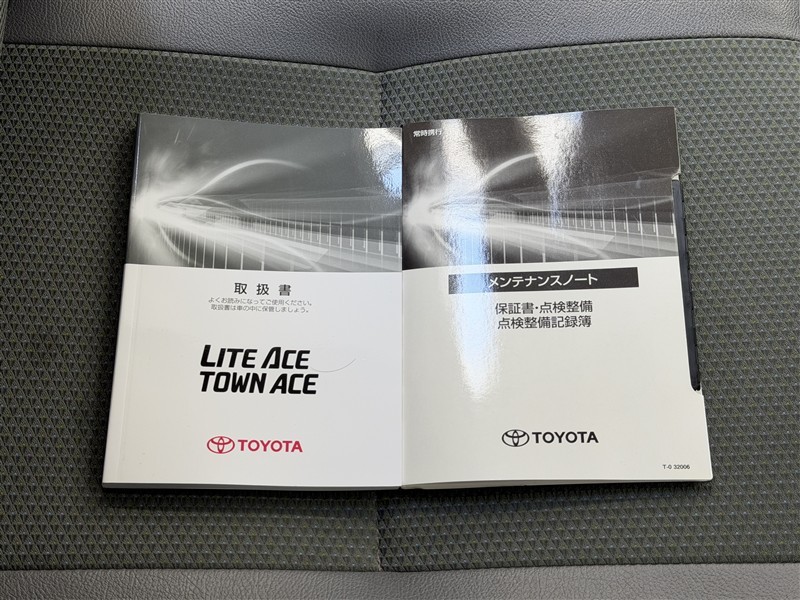 取扱書
よくお読みになってご使用ください。
取扱書は車の中に保管しましょう。
LITE ACE
TOWN ACE
TOYOTA
常時携行
メンテナンスノート
保証書・点検整備
点検整備記録簿
TOYOTA
T-0 32006